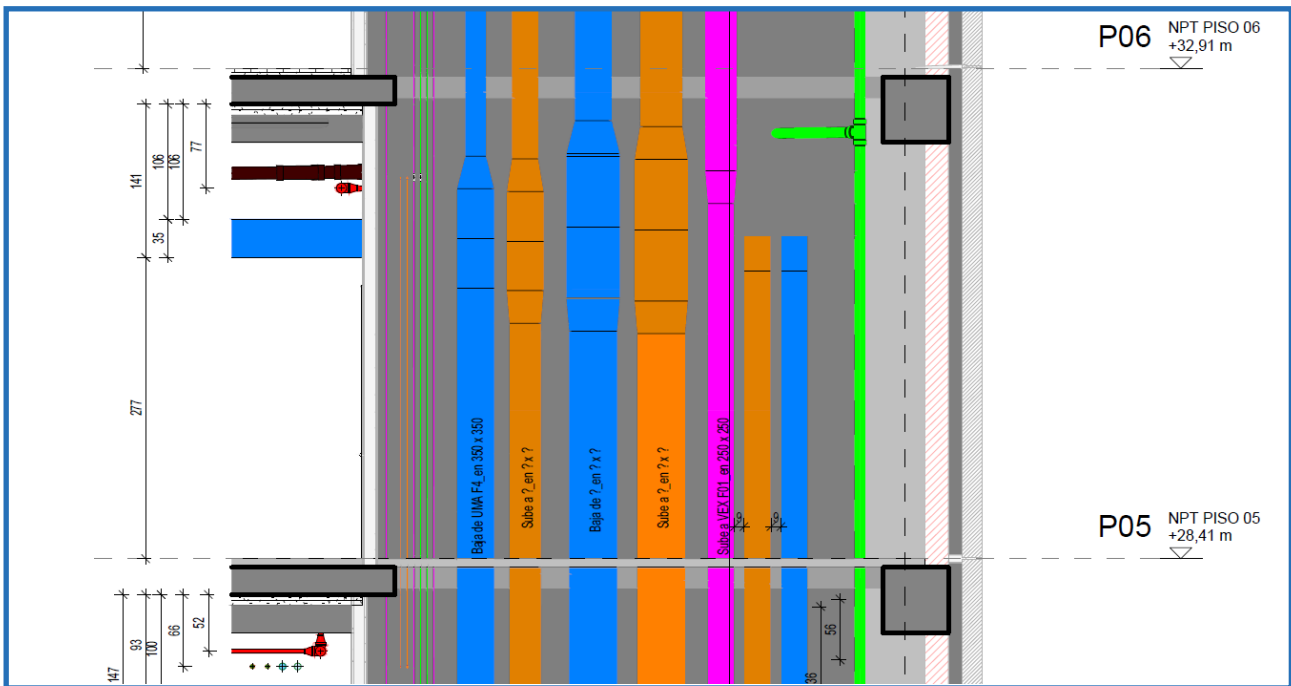 P06
NPT PISO 06
+32,91 m
141
106
106
77
35
277
Baja de UMA F4_en 350 x 350
Sube a ?_en ? x ?
Baja de ?_en ? x ?
Sube a ?_en ? x ?
Sube a VEX F01_en 250 x 250
9
9
P05
NPT PISO 05
+28,41 m
147
93
100
66
52
36
56